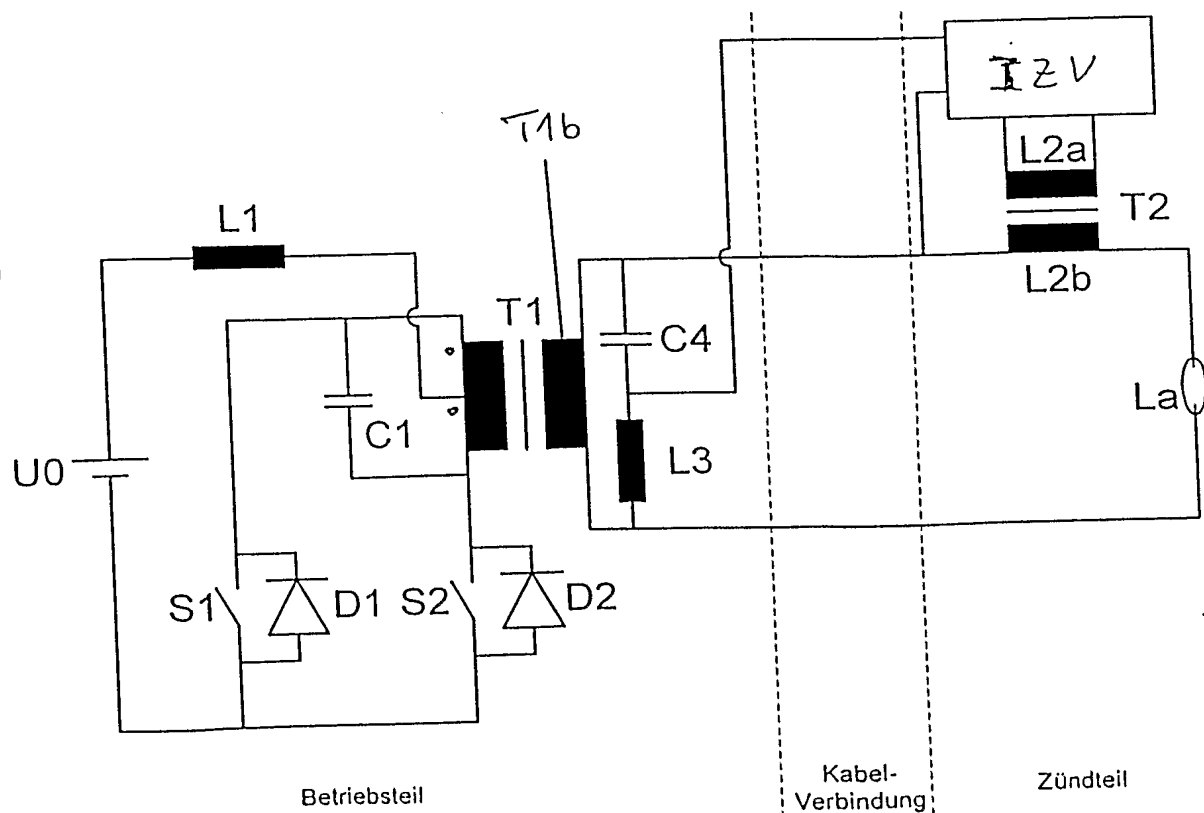 IZV
T1b
L2a
T2
L1
L2b
T1
C4
La
C1
L3
U0
S1
D1
S2
D2
Betriebsteil
Kabel-
Verbindung
Zündteil